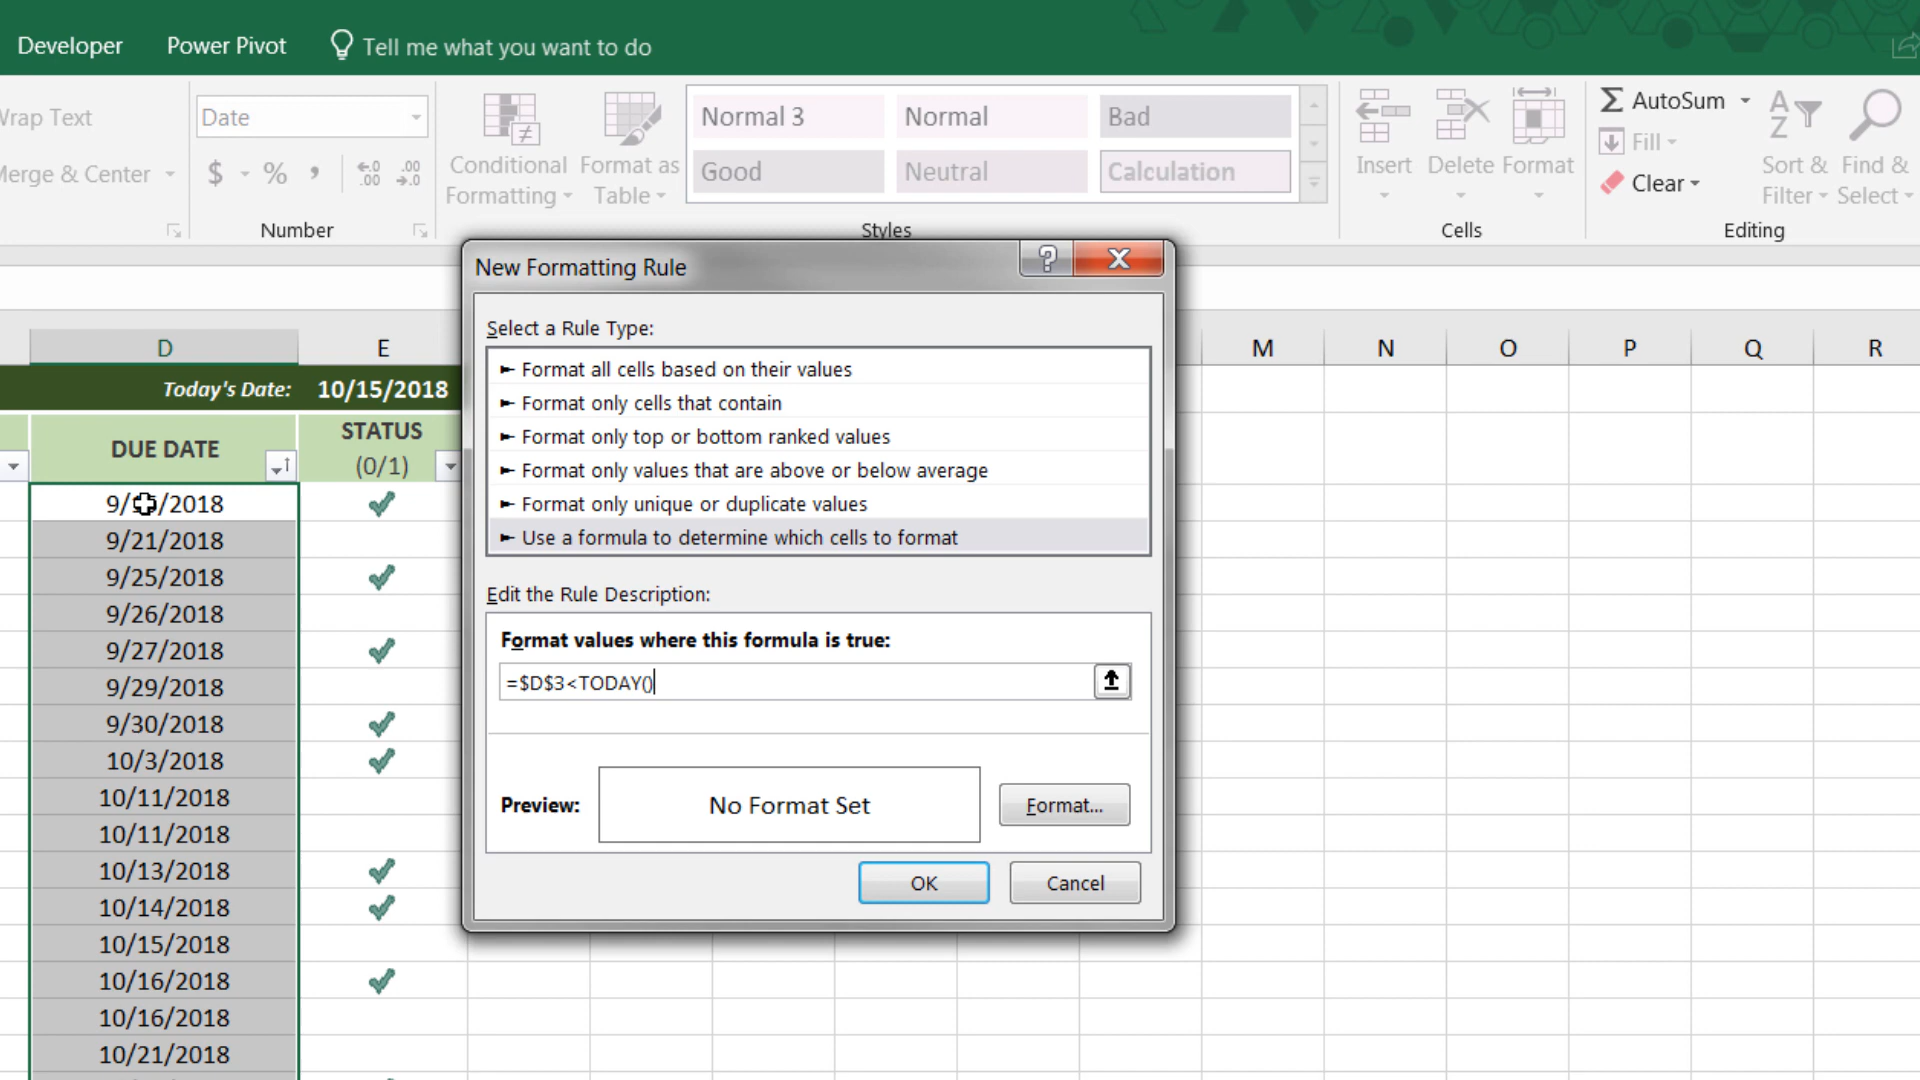 Developer Power Pivot Tell me what you want to do
Wrap Text Date Conditional Formatting Format as Table Normal 3 Normal Bad Insert Delete Format AutoSum Sort & Filter Find & Select
Merge & Center $ % , .00 .00 Good Neutral Calculation Fill Clear
Number Styles Cells Editing
D E M N O P Q R
Today's Date: 10/15/2018
DUE DATE STATUS (0/1)
9/ /2018
9/21/2018
9/25/2018
9/26/2018
9/27/2018
9/29/2018
9/30/2018
10/3/2018
10/11/2018
10/11/2018
10/13/2018
10/14/2018
10/15/2018
10/16/2018
10/16/2018
10/21/2018
New Formatting Rule
Select a Rule Type:
► Format all cells based on their values
► Format only cells that contain
► Format only top or bottom ranked values
► Format only values that are above or below average
► Format only unique or duplicate values
► Use a formula to determine which cells to format
Edit the Rule Description:
Format values where this formula is true:
=$D$3<TODAY()
Preview: No Format Set Format...
OK Cancel